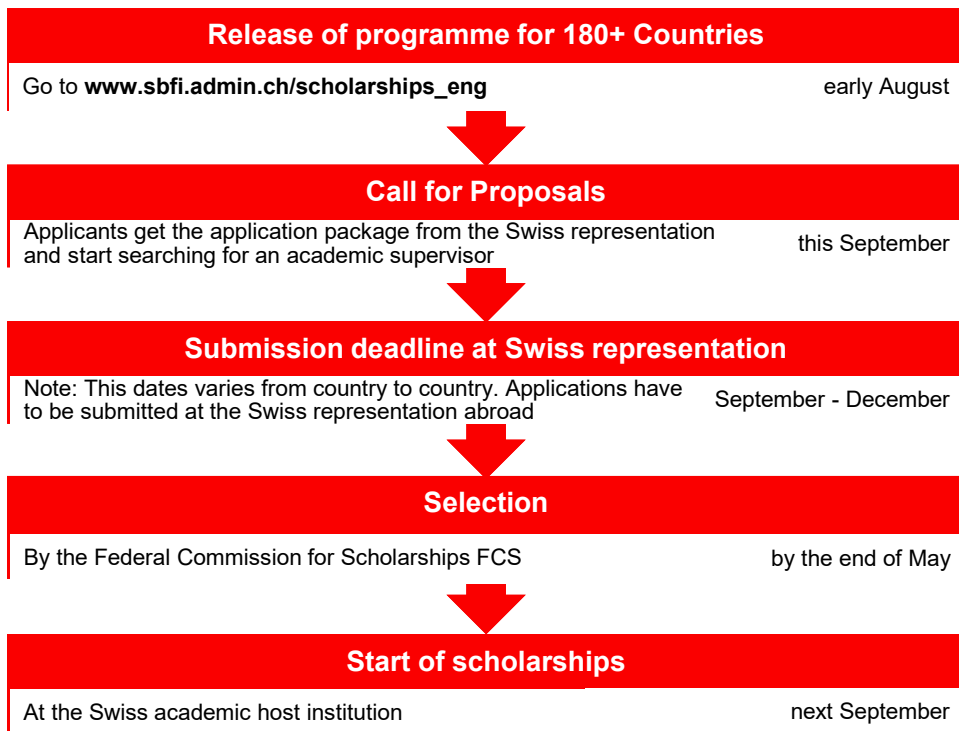 Release of programme for 180+ Countries
Go to www.sbfi.admin.ch/scholarships_eng early August
Call for Proposals
Applicants get the application package from the Swiss representation
and start searching for an academic supervisor this September
Submission deadline at Swiss representation
Note: This dates varies from country to country. Applications have
to be submitted at the Swiss representation abroad September - December
Selection
By the Federal Commission for Scholarships FCS by the end of May
Start of scholarships
At the Swiss academic host institution next September